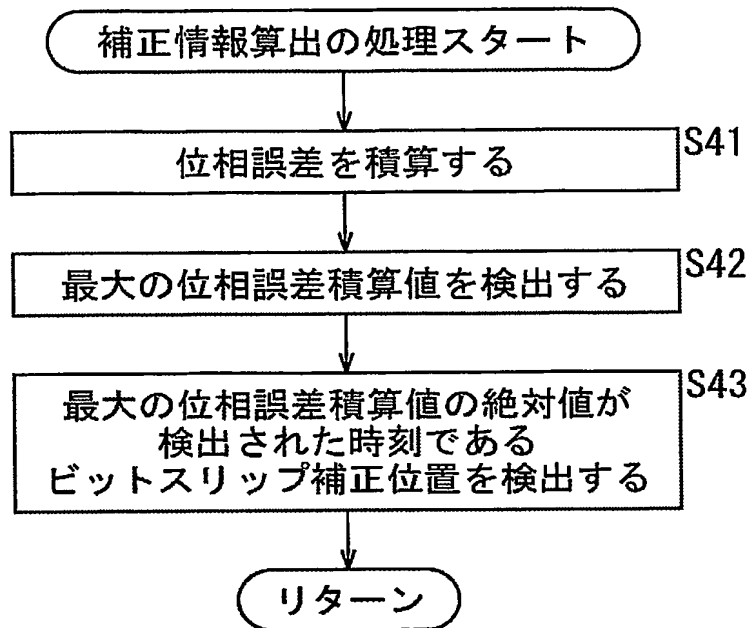 補正情報算出の処理スタート
位相誤差を積算する
S41
最大の位相誤差積算値を検出する
S42
最大の位相誤差積算値の絶対値が
検出された時刻である
ビットスリップ補正位置を検出する
S43
リターン